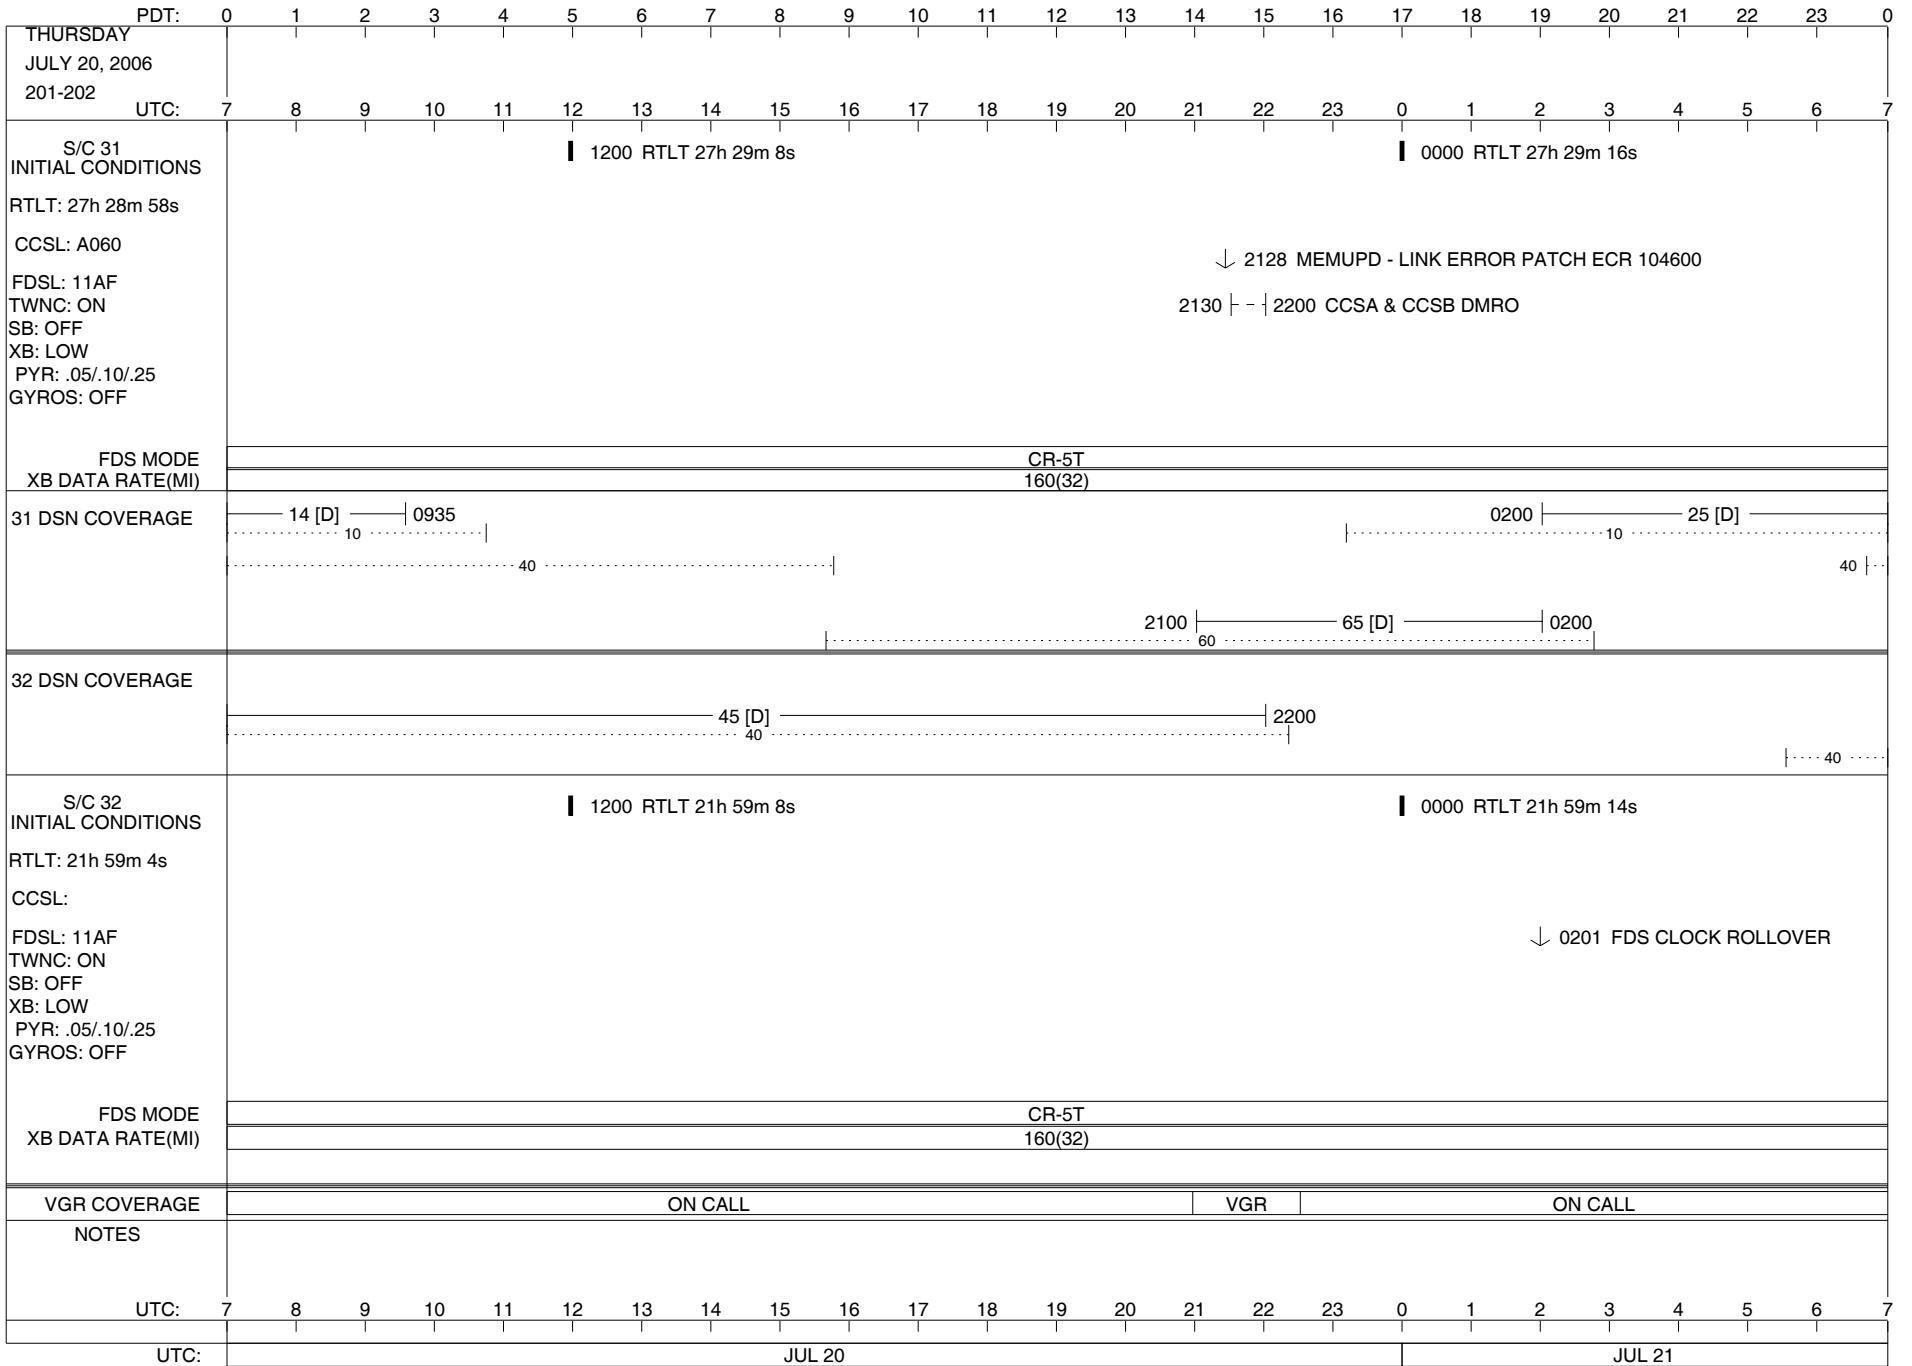 PDT: 0 1 2 3 4 5 6 7 8 9 10 11 12 13 14 15 16 17 18 19 20 21 22 23 0
THURSDAY
JULY 20, 2006
201-202
UTC: 7 8 9 10 11 12 13 14 15 16 17 18 19 20 21 22 23 0 1 2 3 4 5 6 7
S/C 31
INITIAL CONDITIONS
1200 RTLT 27h 29m 8s
0000 RTLT 27h 29m 16s
RTLT: 27h 28m 58s
CCSL: A060
2128 MEMUPD - LINK ERROR PATCH ECR 104600
FDSL: 11AF
TWNC: ON
2130 2200 CCSA & CCSB DMRO
SB: OFF
XB: LOW
PYR: .05/.10/.25
GYROS: OFF
FDS MODE CR-5T
XB DATA RATE(MI) 160(32)
31 DSN COVERAGE 14 [D] 0935 0200 25 [D]
10 10
40 40
2100 65 [D] 0200
60
32 DSN COVERAGE
45 [D] 2200
40
40
S/C 32
INITIAL CONDITIONS
1200 RTLT 21h 59m 8s
0000 RTLT 21h 59m 14s
RTLT: 21h 59m 4s
CCSL:
FDSL: 11AF
0201 FDS CLOCK ROLLOVER
TWNC: ON
SB: OFF
XB: LOW
PYR: .05/.10/.25
GYROS: OFF
FDS MODE CR-5T
XB DATA RATE(MI) 160(32)
VGR COVERAGE ON CALL VGR ON CALL
NOTES
UTC: 7 8 9 10 11 12 13 14 15 16 17 18 19 20 21 22 23 0 1 2 3 4 5 6 7
UTC: JUL 20 JUL 21